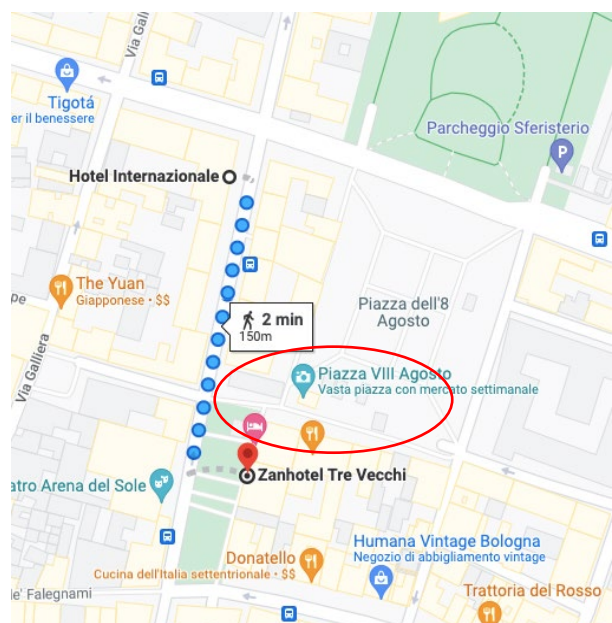 Via Galliera
Tigotá
er il benessere
Parcheggio Sferisterio
P
Hotel Internazionale
The Yuan
Giapponese • $$
pe
2 min
150m
Piazza dell'8
Agosto
Via Galliera
Piazza VIII Agosto
Vasta piazza con mercato settimanale
Zanhotel Tre Vecchi
atro Arena del Sole
Humana Vintage Bologna
Negozio di abbigliamento vintage
Donatello
Cucina dell'Italia settentrionale • $$
Trattoria del Rosso
de' Falegnami